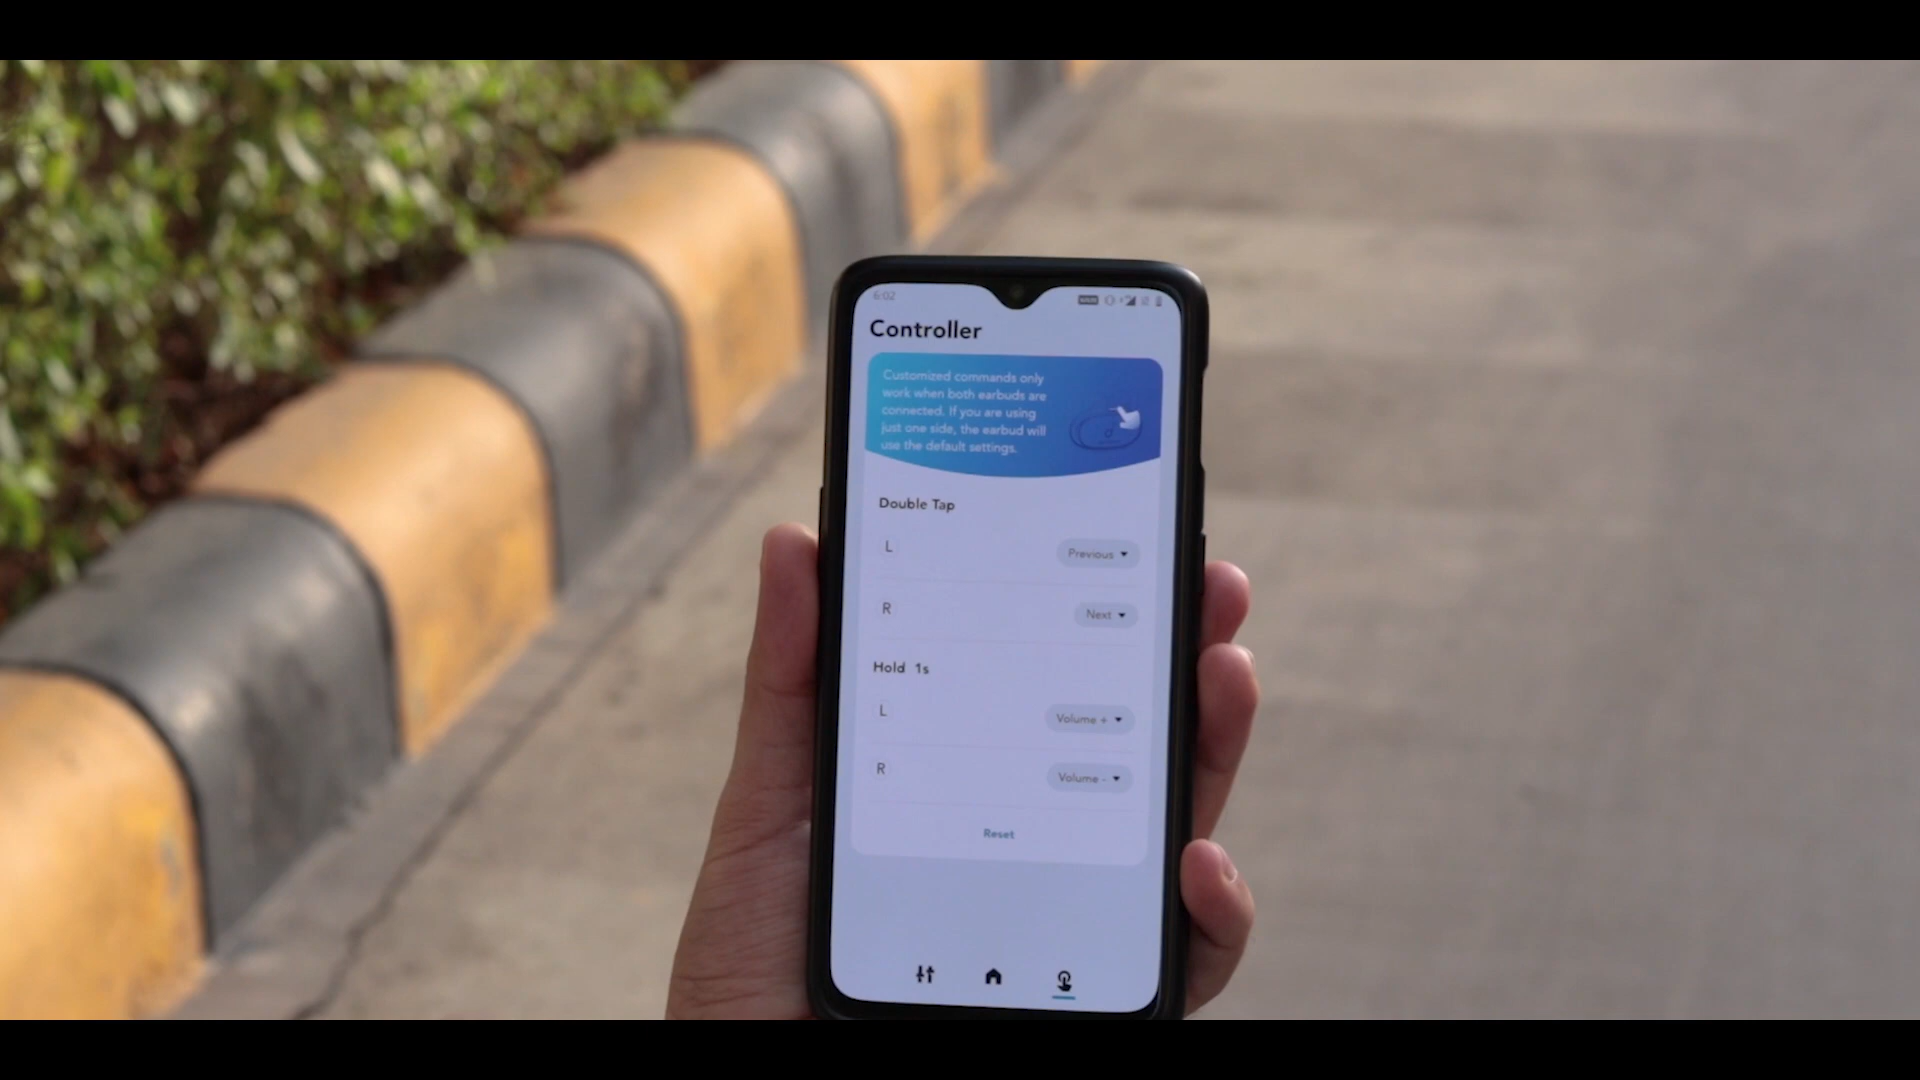 6:02
Controller
Customized commands only
work when both earbuds are
connected. If you are using
just one side, the earbud will
use the default settings.
Double Tap
L
Previous
R
Next
Hold 1s
L
Volume +
R
Volume -
Reset